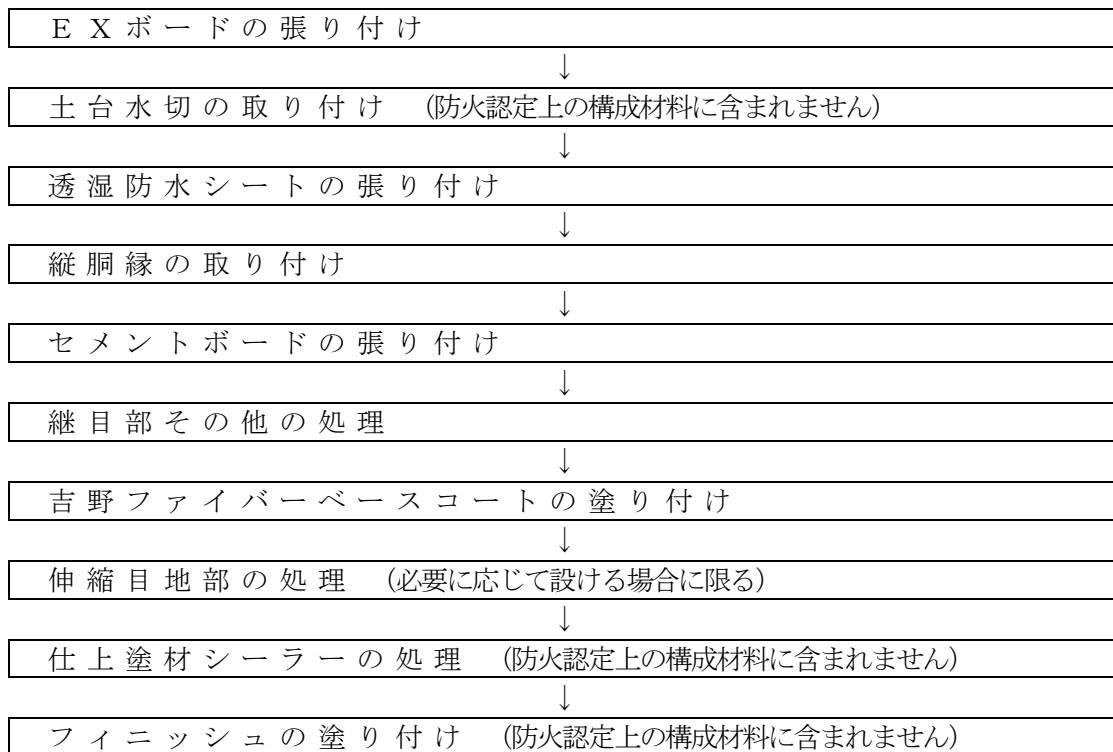 ＥＸボードの張り付け
↓
土台水切の取り付け (防火認定上の構成材料に含まれません)
↓
透湿防水シートの張り付け
↓
縦胴縁の取り付け
↓
セメントボードの張り付け
↓
継目部その他の処理
↓
吉野ファイバーベースコートの塗り付け
↓
伸縮目地部の処理 (必要に応じて設ける場合に限る)
↓
仕上塗材シーラーの処理 (防火認定上の構成材料に含まれません)
↓
フィニッシュの塗り付け (防火認定上の構成材料に含まれません)